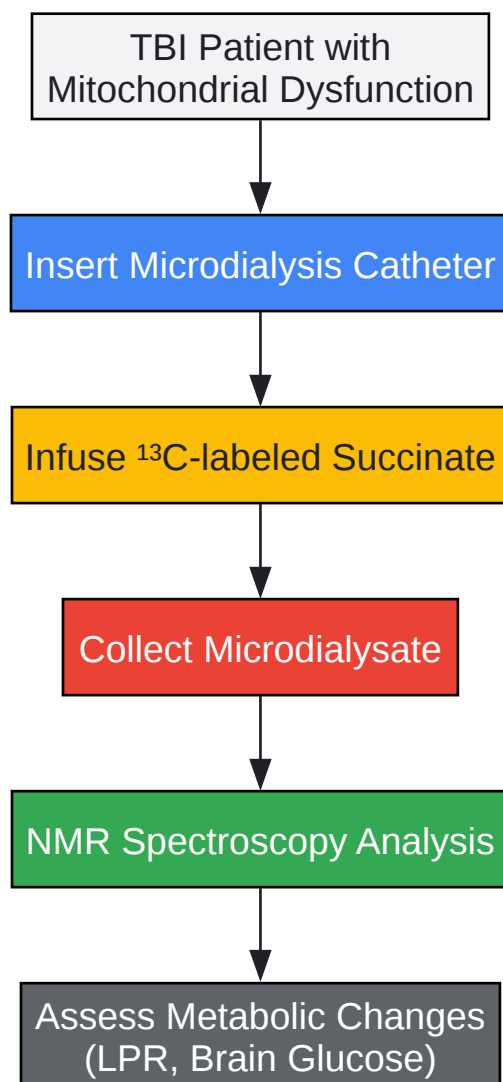 TBI Patient with
Mitochondrial Dysfunction
Insert Microdialysis Catheter
Infuse ¹³C-labeled Succinate
Collect Microdialysate
NMR Spectroscopy Analysis
Assess Metabolic Changes
(LPR, Brain Glucose)